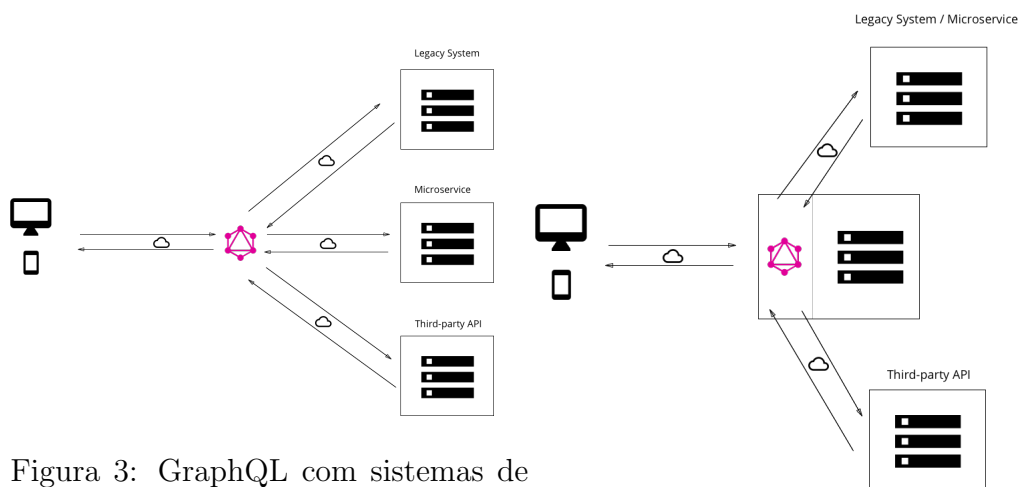 Legacy System
Microservice
Third-party API
Figura 3: GraphQL com sistemas de
Legacy System / Microservice
Third-party API